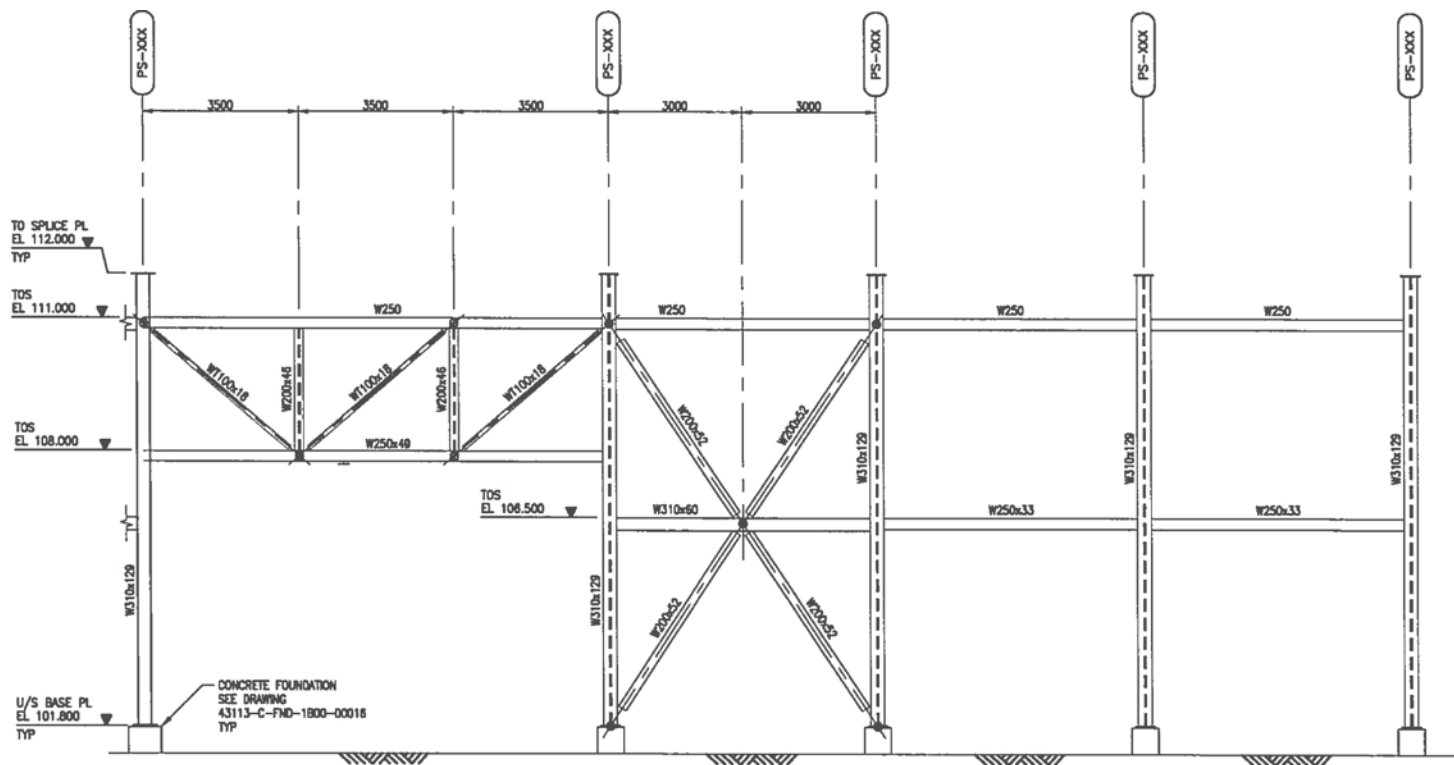 PS-XXX
PS-XXX
PS-XXX
PS-XXX
PS-XXX
3500
3500
3500
3000
3000
TO SPLICE PL
EL 112.000
TYP
TOS
EL 111.000
W250
W250
W250
W250
WT100x18
W200x46
WT100x18
W200x46
WT100x18
W200x52
W200x52
TOS
EL 108.000
W250x49
W310x129
W310x129
W310x129
TOS
EL 106.500
W310x60
W250x33
W250x33
W310x129
W310x129
W200x52
W200x52
U/S BASE PL
EL 101.800
TYP
CONCRETE FOUNDATION
SEE DRAWING
43113-C-FND-1B00-00016
TYP